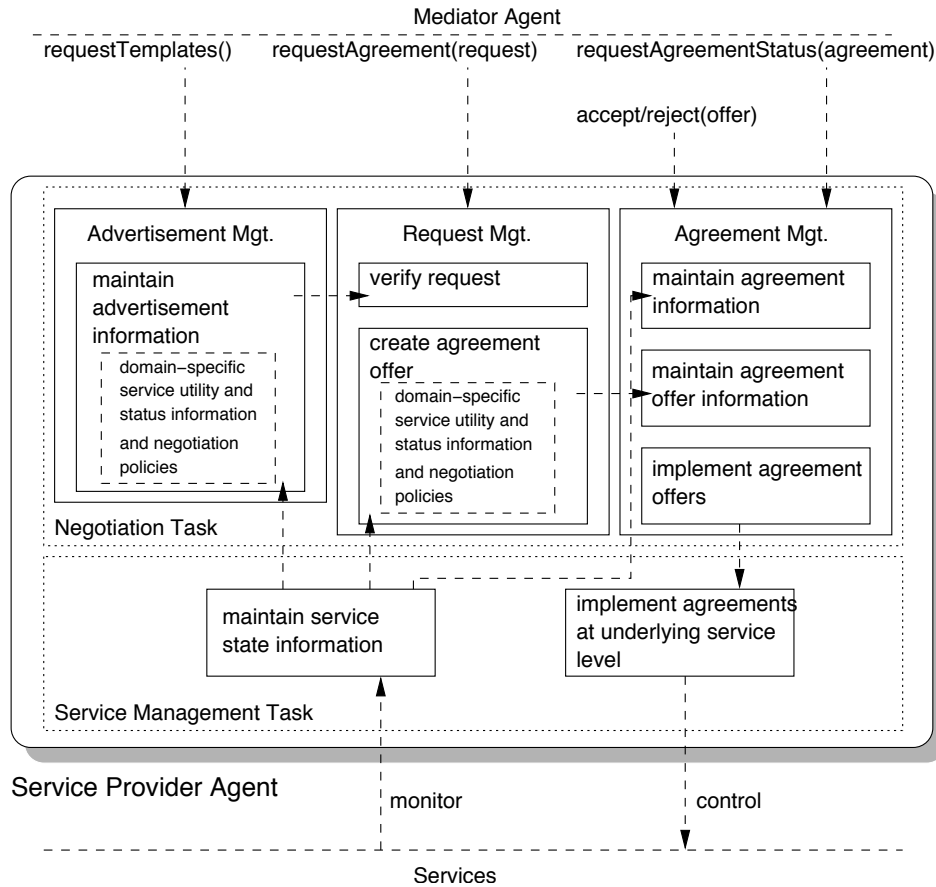 Mediator Agent
requestTemplates()
requestAgreement(request)
requestAgreementStatus(agreement)
accept/reject(offer)
Advertisement Mgt.
maintain
advertisement
information
domain−specific
service utility and
status information
and negotiation
policies
Request Mgt.
verify request
create agreement
offer
domain−specific
service utility and
status information
and negotiation
policies
Agreement Mgt.
maintain agreement
information
maintain agreement
offer information
implement agreement
offers
Negotiation Task
maintain service
state information
implement agreements
at underlying service
level
Service Management Task
Service Provider Agent
monitor
control
Services